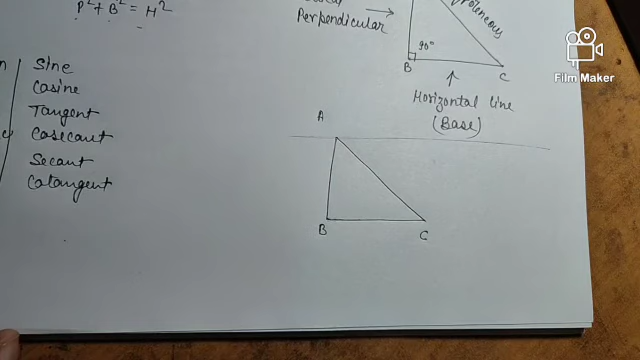 P²+ B² = H²
Perpendicular
90°
B
C
Horizontal line
(Base)
Sine
Cosine
Tangent
Cosecant
Secant
Cotangent
A
B
C
Film Maker